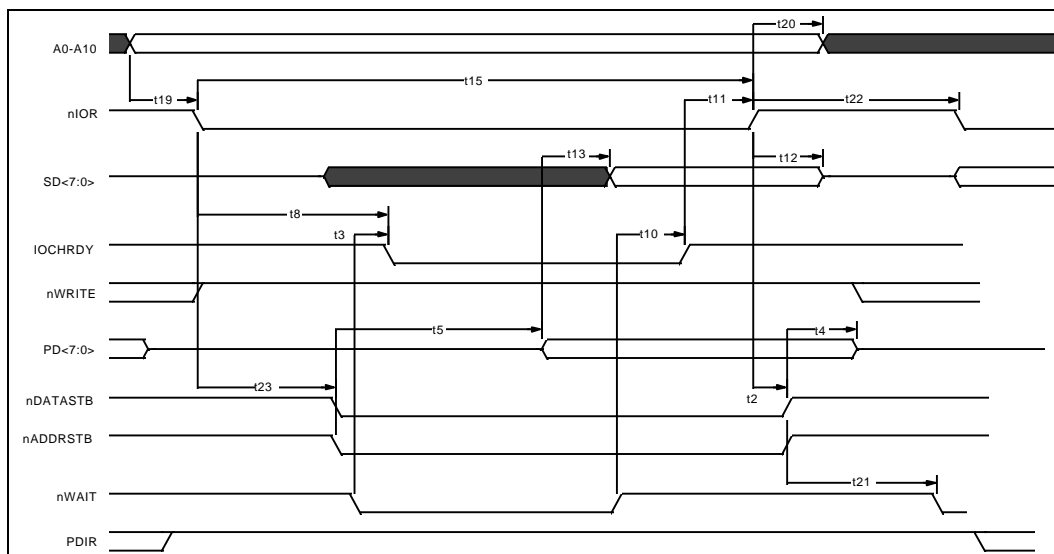 t20
A0-A10
t15
t19
t11
t22
nIOR
t13
t12
SD<7:0>
t8
t3
t10
IOCHRDY
nWRITE
t5
t4
PD<7:0>
t23
t2
nDATASTB
nADDRSTB
t21
nWAIT
PDIR